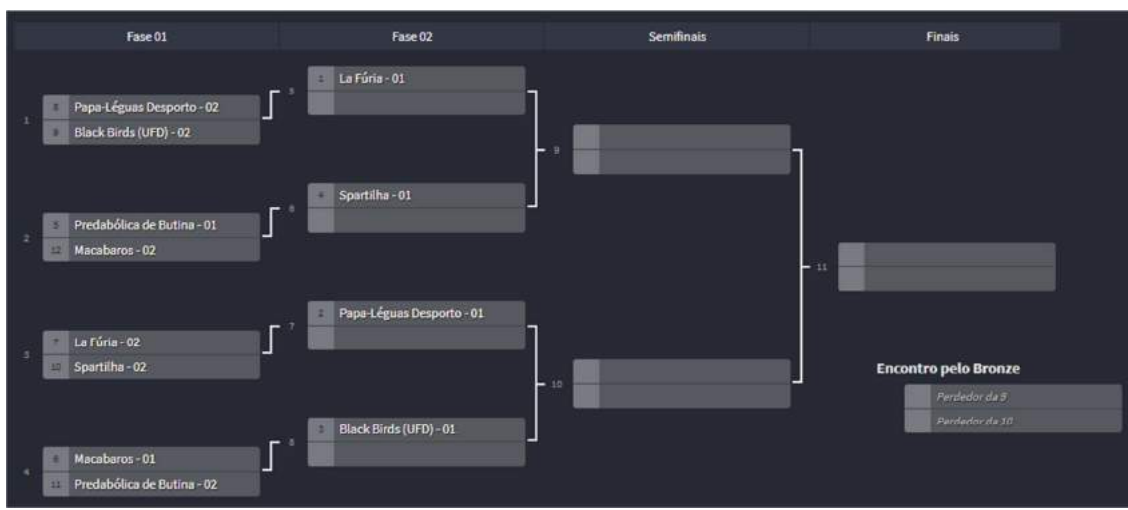 Fase 01
Fase 02
Semifinais
Finais
1
8 Papa-Léguas Desporto - 02
9 Black Birds (UFD) - 02
2
5 Predabólica de Butina - 01
12 Macabaros - 02
3
7 La Fúria - 02
10 Spartilha - 02
4
6 Macabaros - 01
11 Predabólica de Butina - 02
5
1 La Fúria - 01
6
4 Spartilha - 01
7
2 Papa-Léguas Desporto - 01
8
3 Black Birds (UFD) - 01
9
10
11
Encontro pelo Bronze
Perdedor da 9
Perdedor da 10